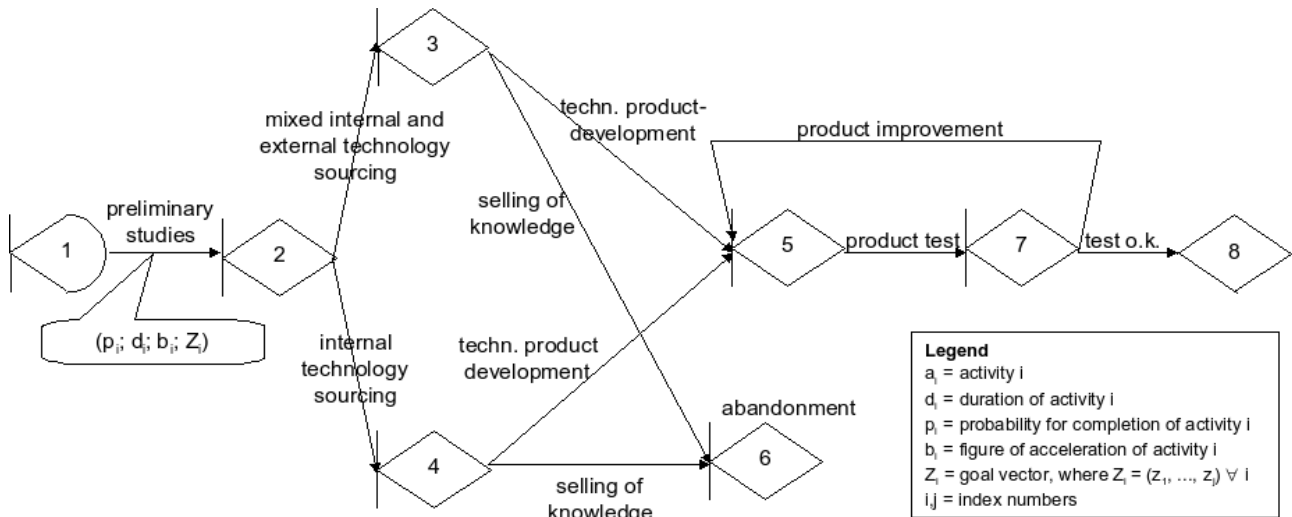 3
mixed internal and
external technology
sourcing
techn. product-
development
product improvement
selling of
knowledge
preliminary
studies
1
2
5
product test
7
test o.k.
8
(pᵢ; dᵢ; bᵢ; Zᵢ)
internal
technology
sourcing
techn. product
development
abandonment
4
6
selling of
knowledge
Legend
aᵢ = activity i
dᵢ = duration of activity i
pᵢ = probability for completion of activity i
bᵢ = figure of acceleration of activity i
Zᵢ = goal vector, where Zᵢ = (z₁, ..., zⱼ) ∀ i
i,j = index numbers